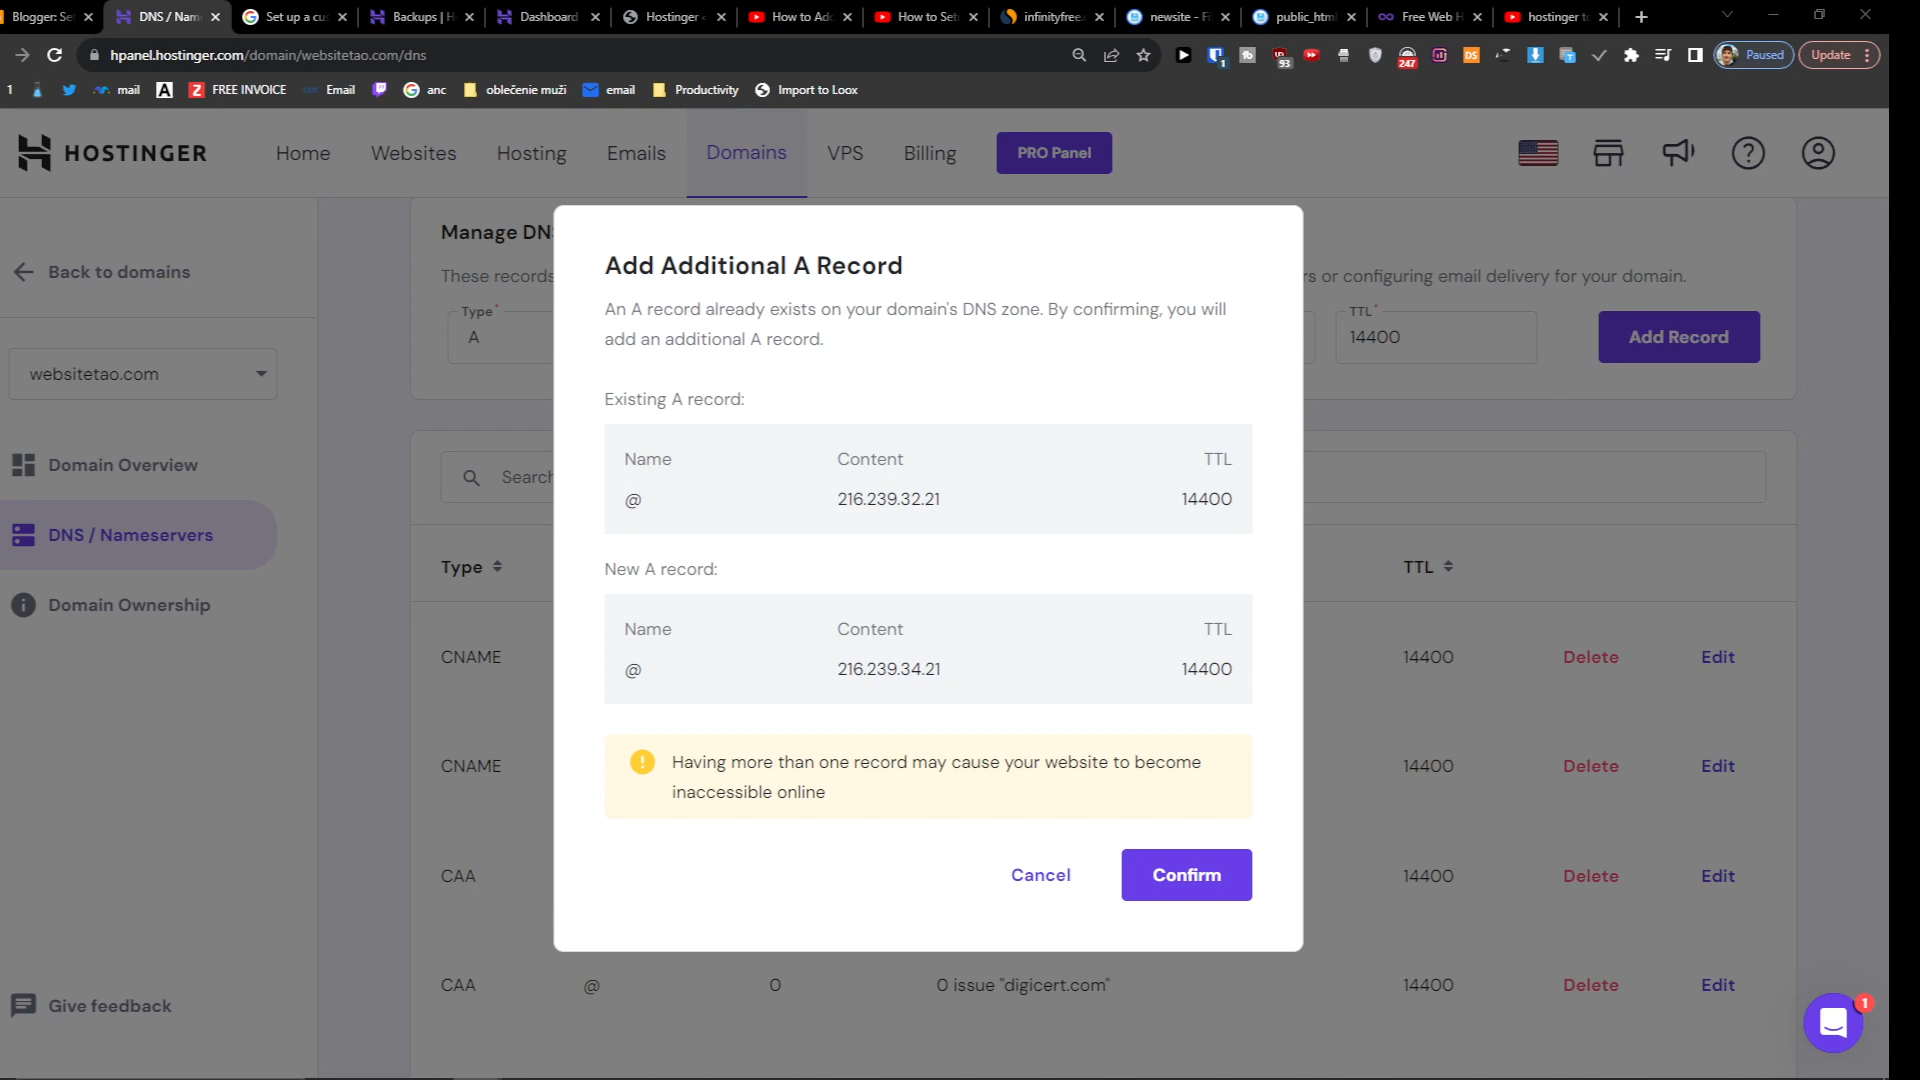 Blogger: Se
DNS / Nam
Set up a cu
Backups | H
Dashboard
Hostinger
How to Ad
How to Set
infinityfree.
newsite - Fi
public_html
Free Web H
hostinger t
hpanel.hostinger.com/domain/websitetao.com/dns
1
93
247
DS
Paused
Update
1
mail
A
Z
FREE INVOICE
Email
anc
oblečenie muži
email
Productivity
Import to Loox
HOSTINGER
Home
Websites
Hosting
Emails
Domains
VPS
Billing
PRO Panel
Back to domains
websitetao.com
Domain Overview
DNS / Nameservers
Domain Ownership
Give feedback
Manage DN
These records
rs or configuring email delivery for your domain.
Type *
A
TTL *
14400
Add Record
Search
Type
TTL
CNAME
14400
Delete
Edit
CNAME
14400
Delete
Edit
CAA
14400
Delete
Edit
CAA
@
0
0 issue "digicert.com"
14400
Delete
Edit
Add Additional A Record
An A record already exists on your domain's DNS zone. By confirming, you will
add an additional A record.
Existing A record:
Name
Content
TTL
@
216.239.32.21
14400
New A record:
Name
Content
TTL
@
216.239.34.21
14400
Having more than one record may cause your website to become
inaccessible online
Cancel
Confirm
1